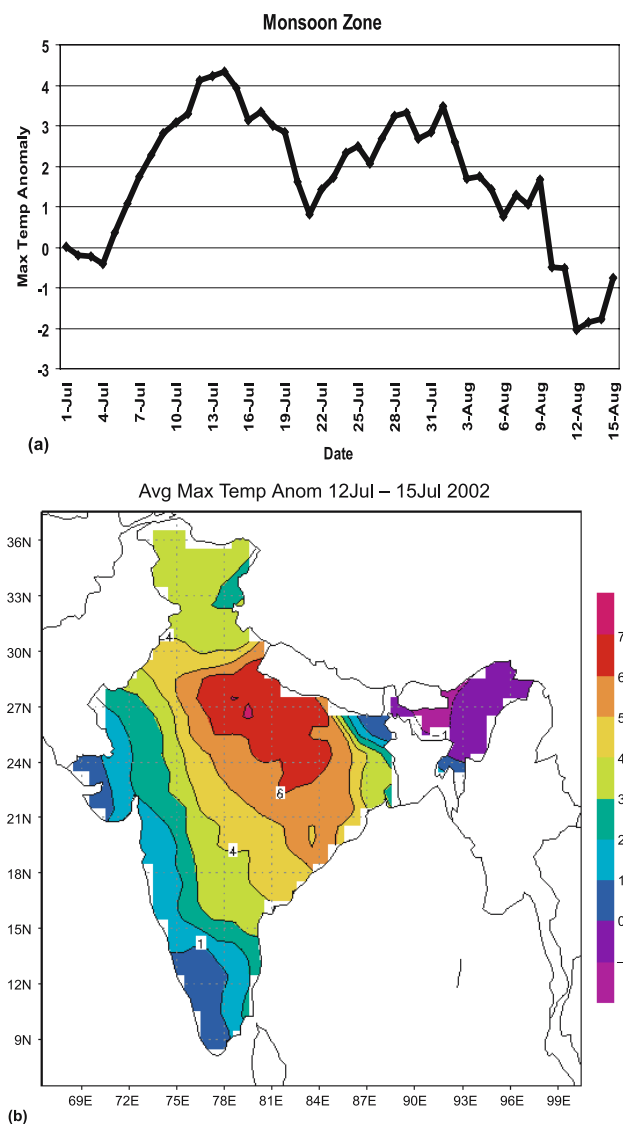 Monsoon Zone
5
4
3
2
1
0
-1
-2
-3
Max Temp Anomaly
1-Jul
4-Jul
7-Jul
10-Jul
13-Jul
16-Jul
19-Jul
22-Jul
25-Jul
28-Jul
31-Jul
3-Aug
6-Aug
9-Aug
12-Aug
15-Aug
(a)
Date
Avg Max Temp Anom 12Jul – 15Jul 2002
36N
33N
30N
27N
24N
21N
18N
15N
12N
9N
4
-1
6
4
1
7
6
5
4
3
2
1
0
–
69E 72E 75E 78E 81E 84E 87E 90E 93E 96E 99E
(b)